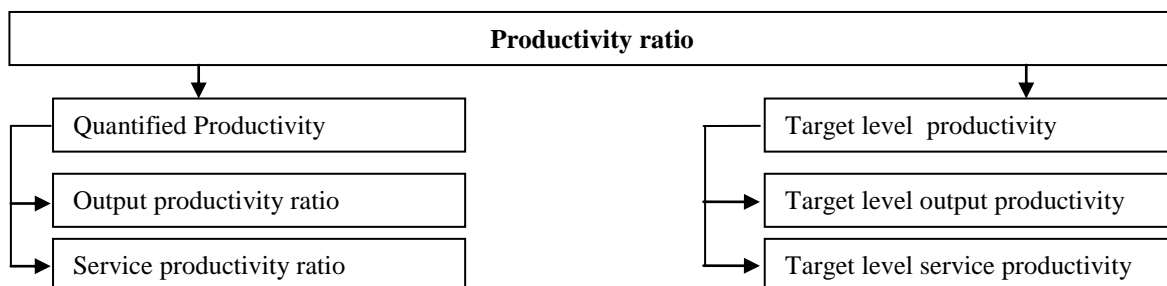 Productivity ratio
Quantified Productivity
Output productivity ratio
Service productivity ratio
Target level productivity
Target level output productivity
Target level service productivity